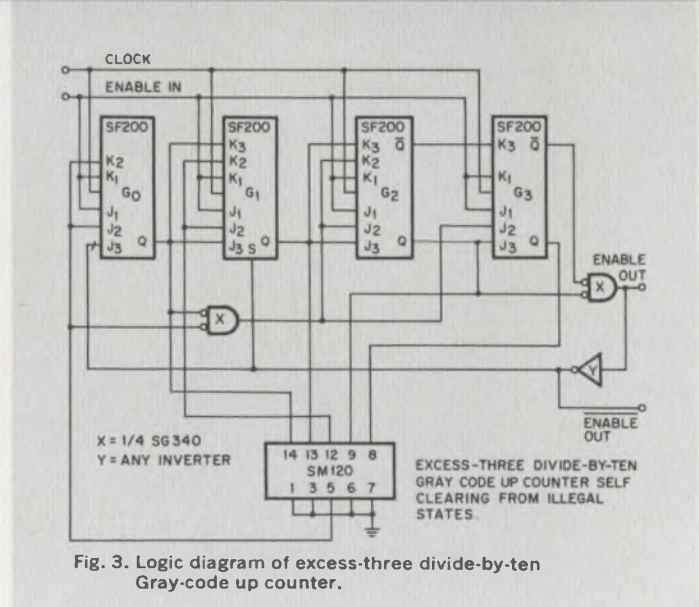 CLOCK
ENABLE IN
SF200
K2
K1
G0
J1
J2
J3 Q
SF200
K3
K2
K1
G1
J1
J2
J3 S Q
SF200
K3 Q̅
K2
K1
G2
J1
J2
J3 Q
SF200
K3 Q̅
K1
G3
J1
J2
J3 Q
X
X
ENABLE
OUT
Y
E̅N̅A̅B̅L̅E̅
OUT
X = 1/4 SG340
Y = ANY INVERTER
14 13 12 9 8
SM120
1 3 5 6 7
EXCESS-THREE DIVIDE-BY-TEN
GRAY CODE UP COUNTER SELF
CLEARING FROM ILLEGAL
STATES.
Fig. 3. Logic diagram of excess-three divide-by-ten
Gray-code up counter.